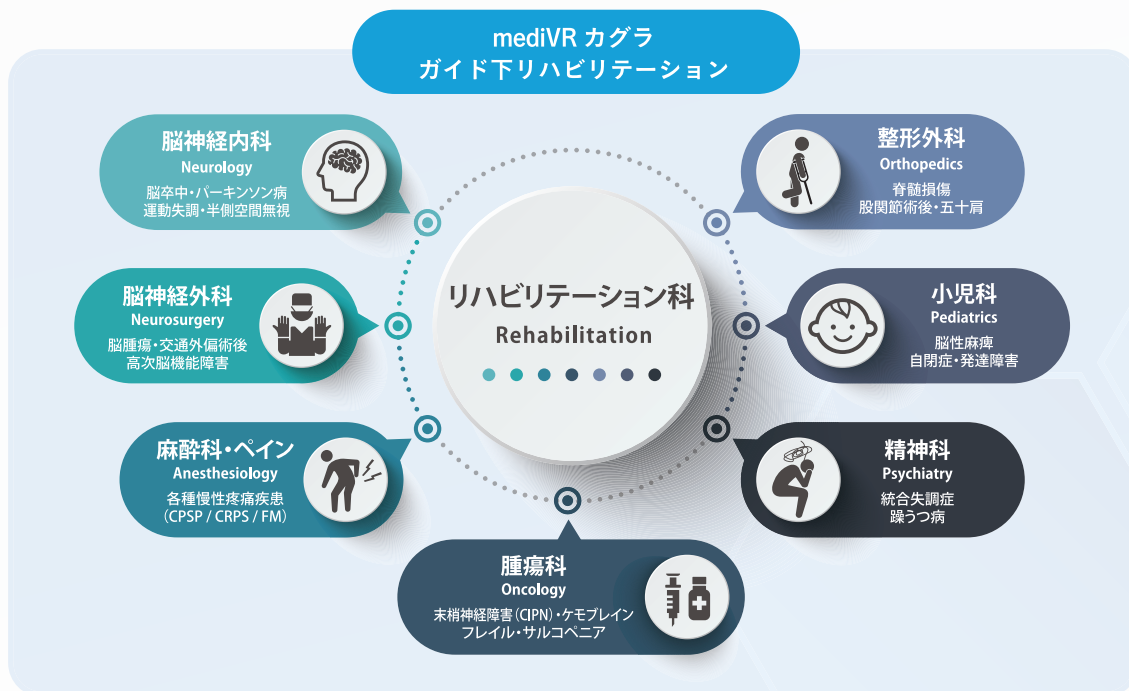 mediVR カグラ
ガイド下リハビリテーション
脳神経内科
Neurology
脳卒中・パーキンソン病
運動失調・半側空間無視
脳神経外科
Neurosurgery
脳腫瘍・交通外傷術後
高次脳機能障害
麻酔科・ペイン
Anesthesiology
各種慢性疼痛疾患
(CPSP / CRPS / FM)
リハビリテーション科
Rehabilitation
整形外科
Orthopedics
脊髄損傷
股関節術後・五十肩
小児科
Pediatrics
脳性麻痺
自閉症・発達障害
精神科
Psychiatry
統合失調症
躁うつ病
腫瘍科
Oncology
末梢神経障害(CIPN)・ケモブレイン
フレイル・サルコペニア